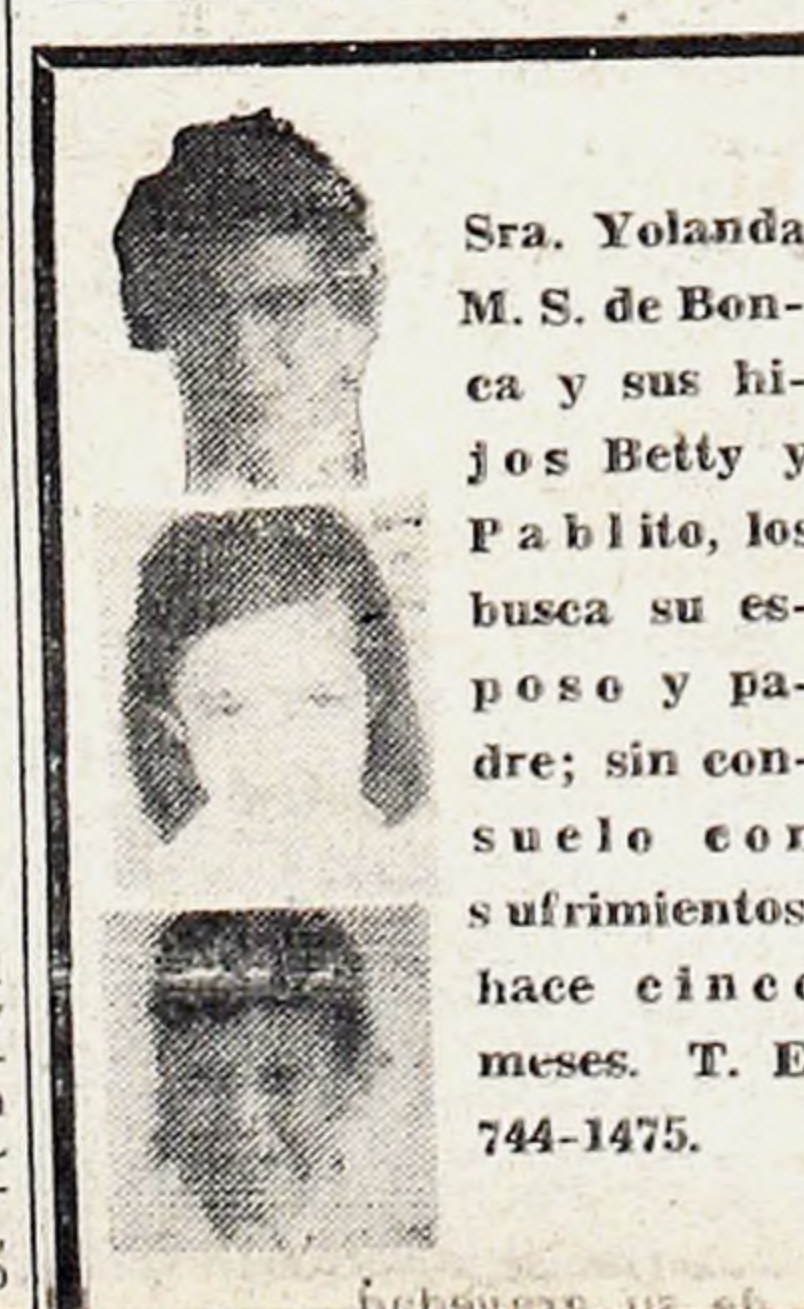 Sra. Yolanda
M. S. de Bon-
ca y sus hi-
jos Betty y
Pablito, los
busca su es-
poso y pa-
dre; sin con-
suelo con
sufrimientos
hace cinco
meses. T. E
744-1475.